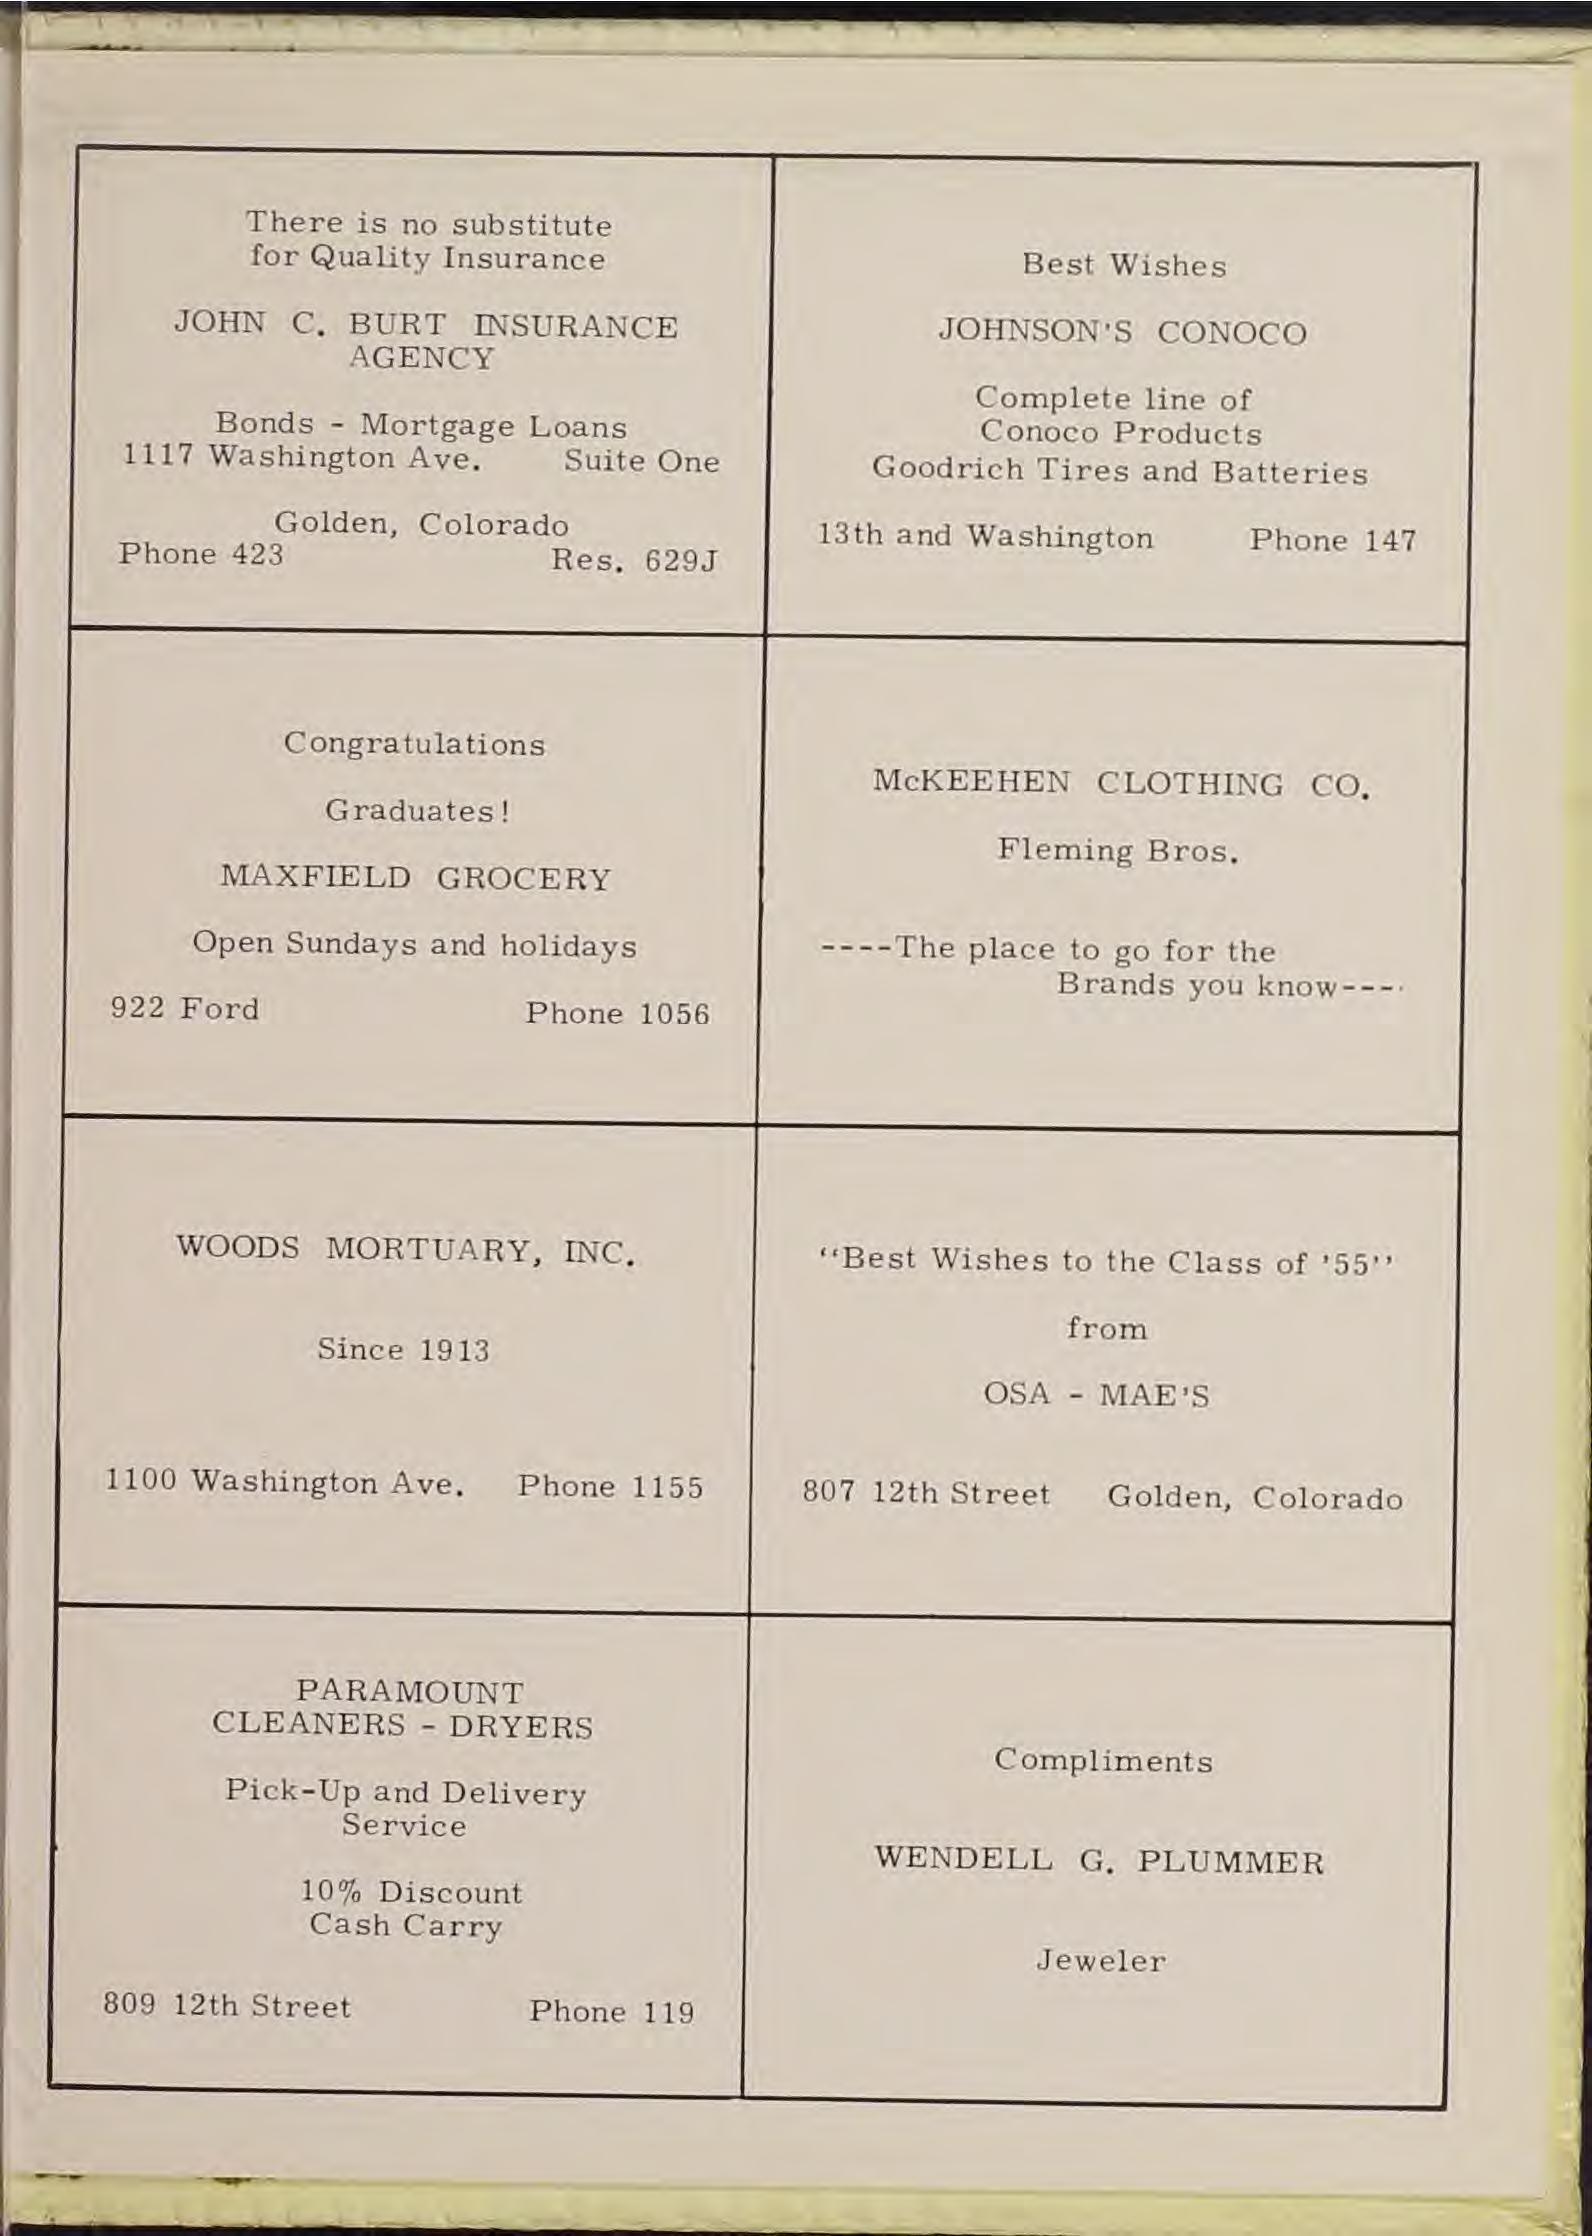 There is no substitute
for Quality Insurance
JOHN C. BURT INSURANCE
AGENCY
Bonds - Mortgage Loans
1117 Washington Ave. Suite One
Golden, Colorado
Phone 423 Res. 629J
Best Wishes
JOHNSON'S CONOCO
Complete line of
Conoco Products
Goodrich Tires and Batteries
13th and Washington Phone 147
Congratulations
Graduates!
MAXFIELD GROCERY
Open Sundays and holidays
922 Ford Phone 1056
McKEEHEN CLOTHING CO.
Fleming Bros.
----The place to go for the
Brands you know----
WOODS MORTUARY, INC.
Since 1913
1100 Washington Ave. Phone 1155
"Best Wishes to the Class of '55"
from
OSA - MAE'S
807 12th Street Golden, Colorado
PARAMOUNT
CLEANERS - DRYERS
Pick-Up and Delivery
Service
10% Discount
Cash Carry
809 12th Street Phone 119
Compliments
WENDELL G. PLUMMER
Jeweler